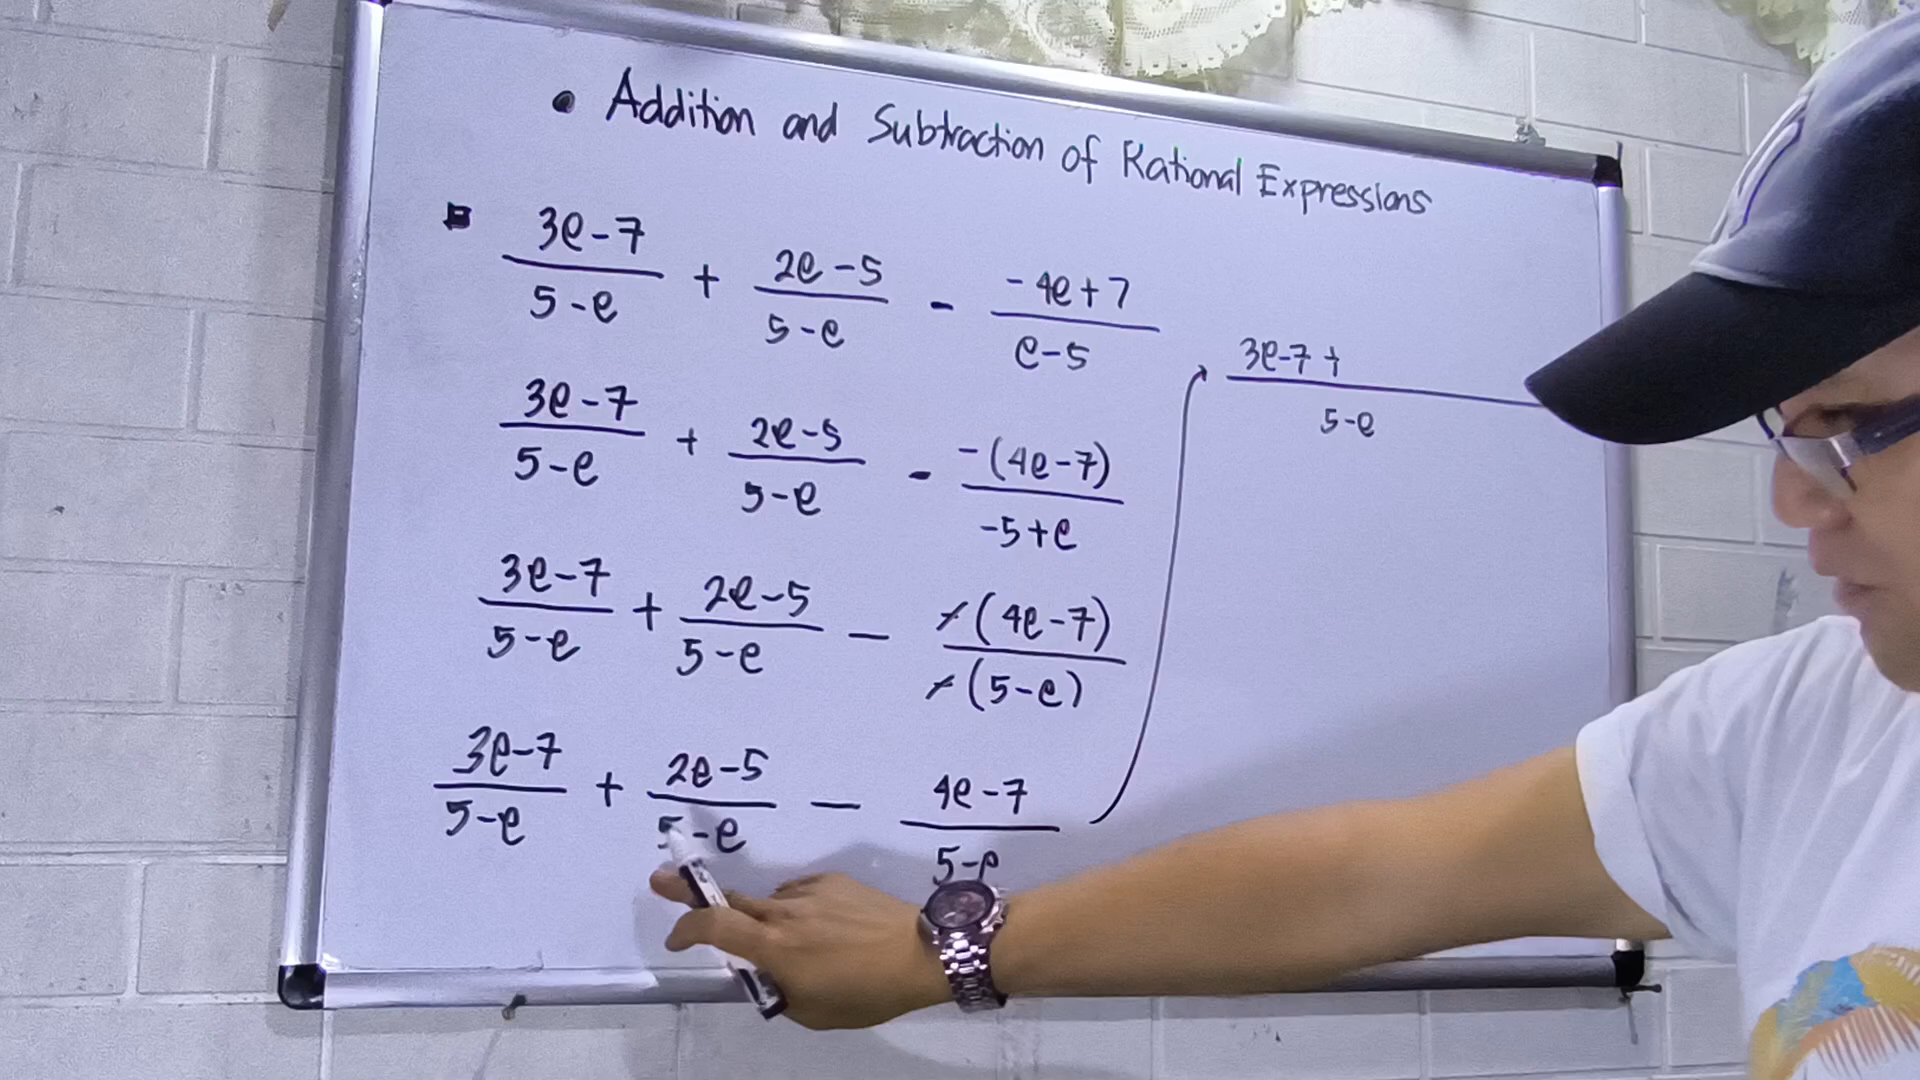 • Addition and Subtraction of Rational Expressions
3e-7 + 2e-5 - -4e+7
5-e 5-e e-5
3e-7 + 2e-5 - -(4e-7)
5-e 5-e -5+e
3e-7 + 2e-5 - -(4e-7)
5-e 5-e -(5-e)
3e-7 + 2e-5 - 4e-7
5-e 5-e 5-e
3e-7 +
5-e